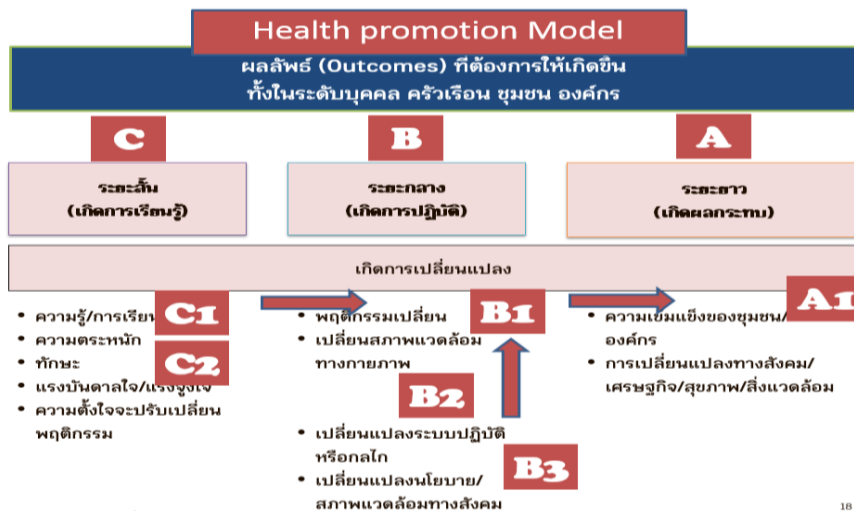 Health promotion Model
ผลลัพธ์ (Outcomes) ที่ต้องการให้เกิดขึ้น
ทั้งในระดับบุคคล ครัวเรือน ชุมชน องค์กร
C
B
A
ระยะสั้น
(เกิดการเรียนรู้)
ระยะกลาง
(เกิดการปฏิบัติ)
ระยะยาว
(เกิดผลกระทบ)
เกิดการเปลี่ยนแปลง
C1
• ความรู้/การเรียน
• ความตระหนัก
• ทักษะ
C2
• แรงบันดาลใจ/แรงจูงใจ
• ความตั้งใจจะปรับเปลี่ยน
พฤติกรรม
B1
• พฤติกรรมเปลี่ยน
• เปลี่ยนสภาพแวดล้อม
ทางกายภาพ
B2
• เปลี่ยนแปลงระบบปฏิบัติ
หรือกลไก
B3
• เปลี่ยนแปลงนโยบาย/
สภาพแวดล้อมทางสังคม
A1
• ความเข้มแข็งของชุมชน/
องค์กร
• การเปลี่ยนแปลงทางสังคม/
เศรษฐกิจ/สุขภาพ/สิ่งแวดล้อม
18